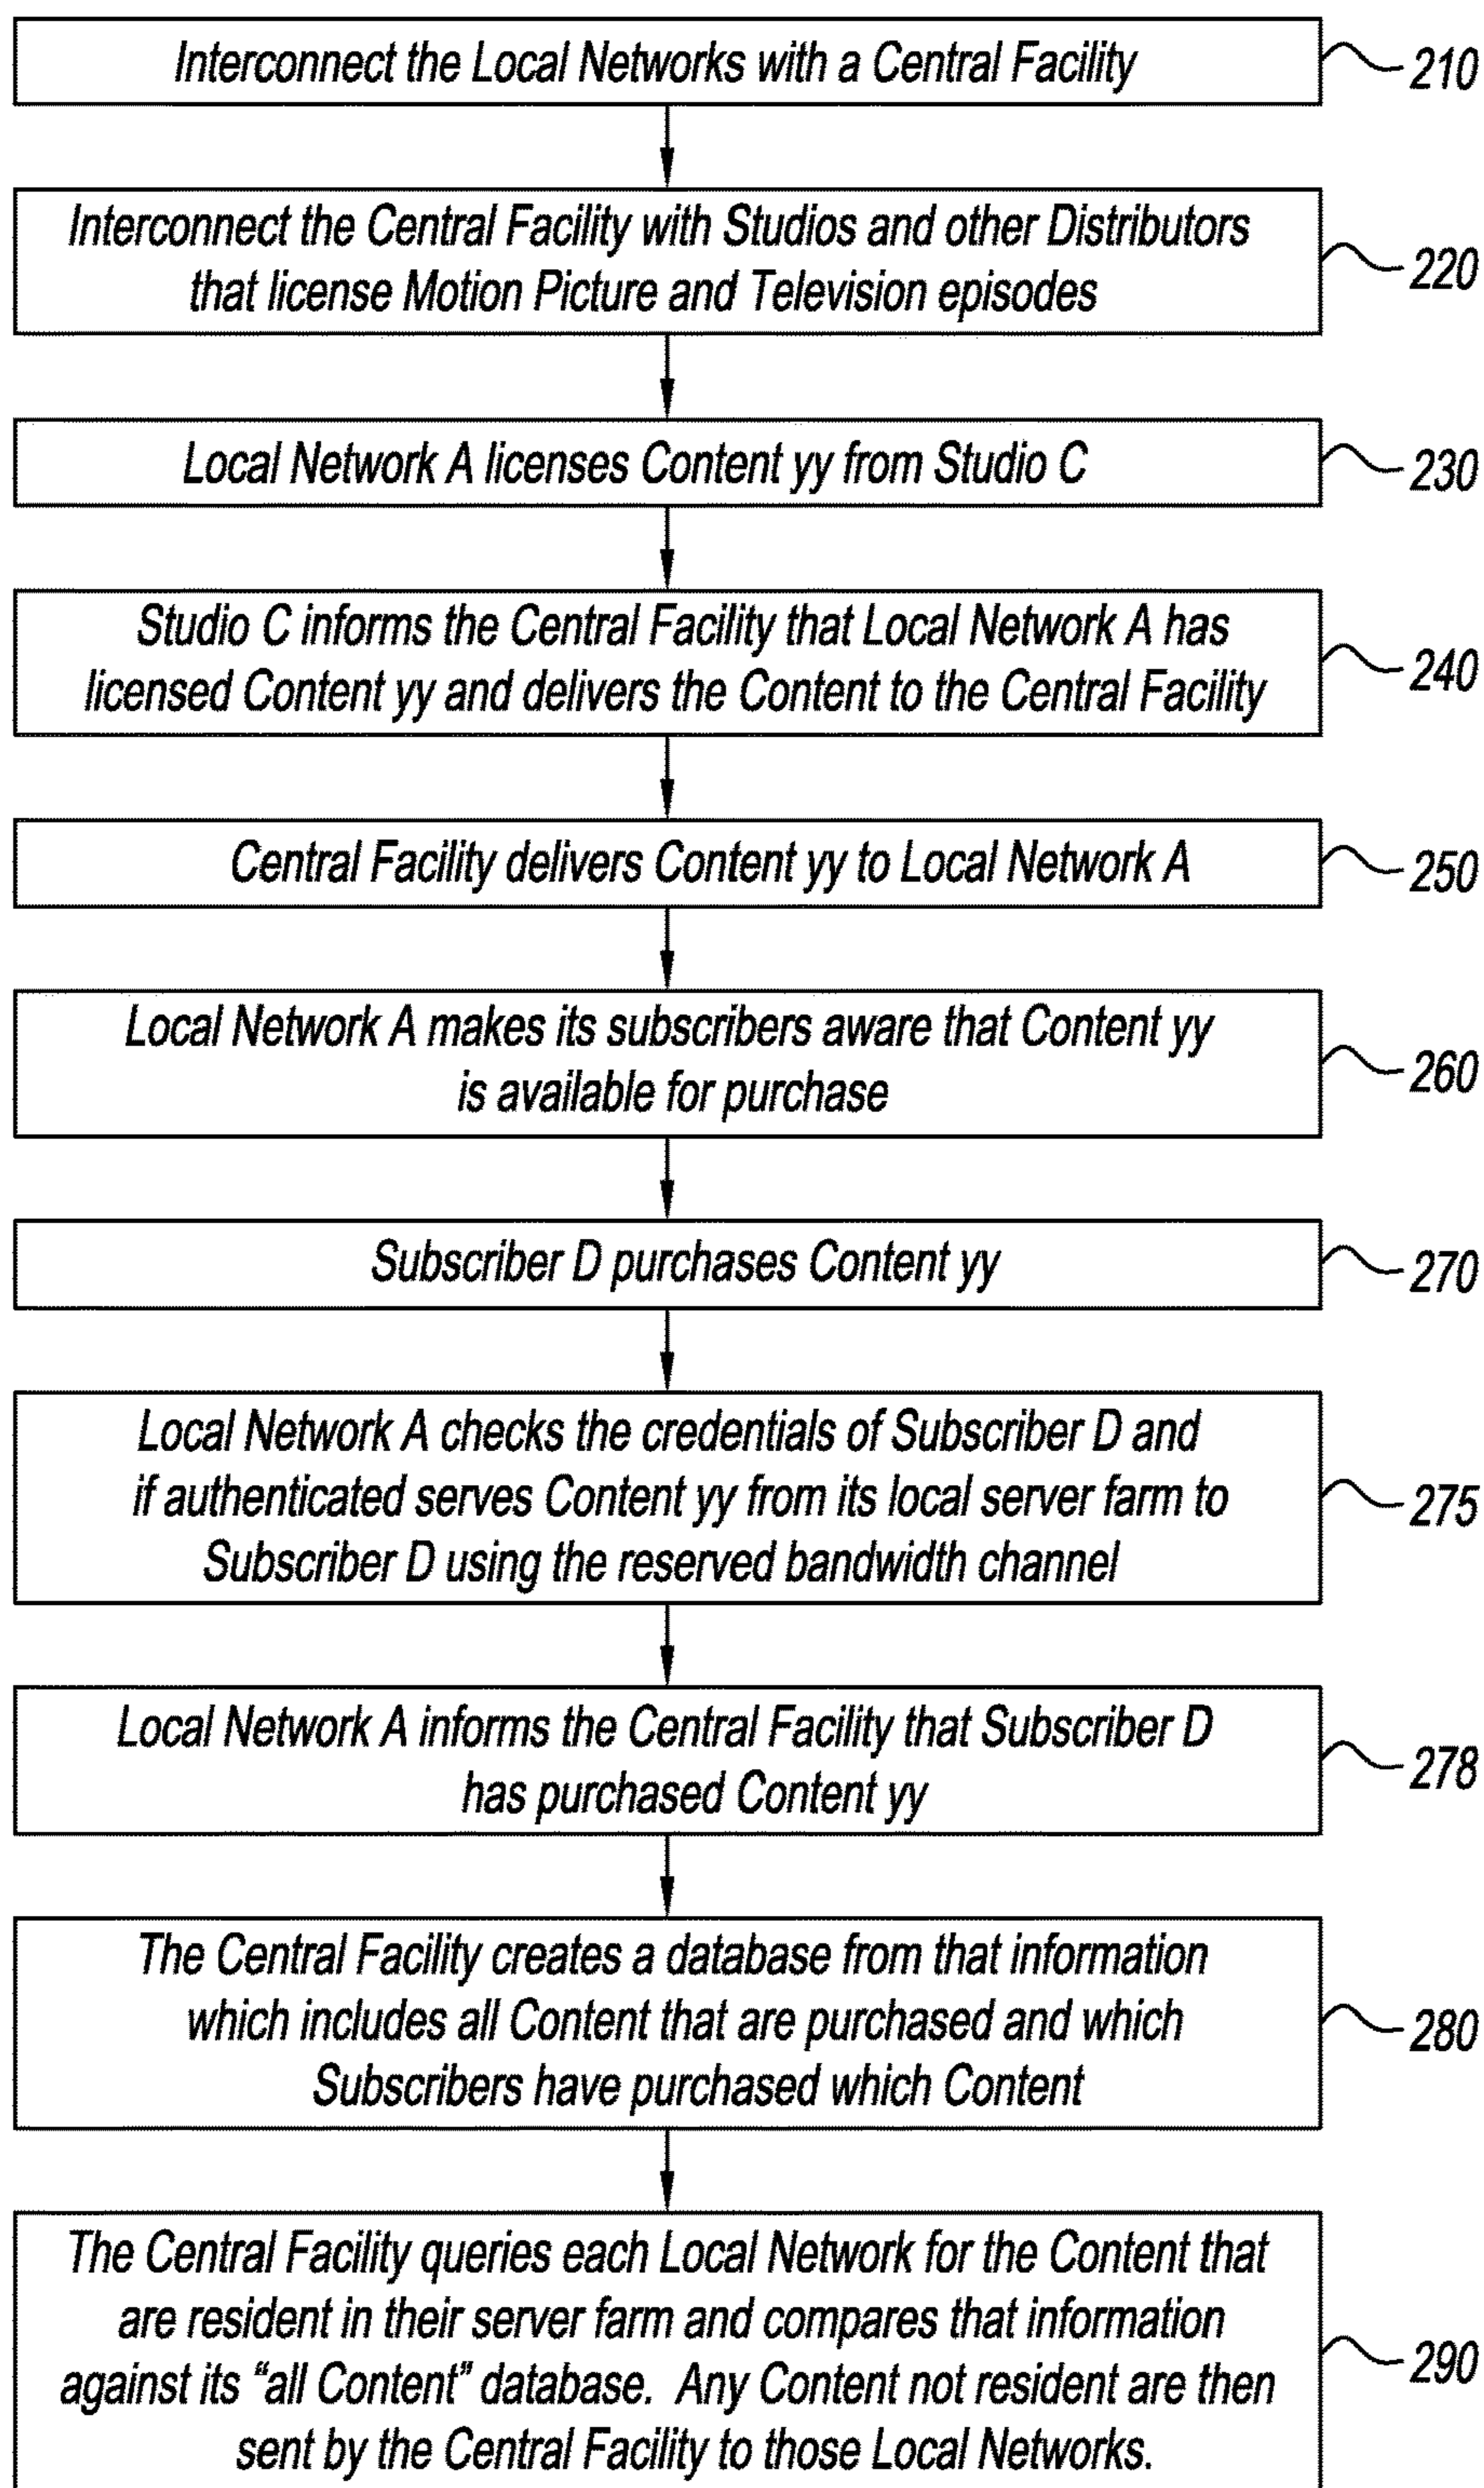 Interconnect the Local Networks with a Central Facility
210
Interconnect the Central Facility with Studios and other Distributors
that license Motion Picture and Television episodes
220
Local Network A licenses Content yy from Studio C
230
Studio C informs the Central Facility that Local Network A has
licensed Content yy and delivers the Content to the Central Facility
240
Central Facility delivers Content yy to Local Network A
250
Local Network A makes its subscribers aware that Content yy
is available for purchase
260
Subscriber D purchases Content yy
270
Local Network A checks the credentials of Subscriber D and
if authenticated serves Content yy from its local server farm to
Subscriber D using the reserved bandwidth channel
275
Local Network A informs the Central Facility that Subscriber D
has purchased Content yy
278
The Central Facility creates a database from that information
which includes all Content that are purchased and which
Subscribers have purchased which Content
280
The Central Facility queries each Local Network for the Content that
are resident in their server farm and compares that information
against its “all Content” database. Any Content not resident are then
sent by the Central Facility to those Local Networks.
290